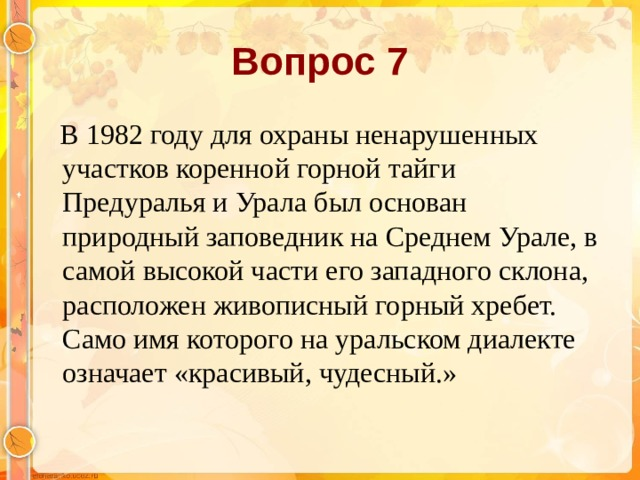 Вопрос 7
В 1982 году для охраны ненарушенных
участков коренной горной тайги
Предуралья и Урала был основан
природный заповедник на Среднем Урале, в
самой высокой части его западного склона,
расположен живописный горный хребет.
Само имя которого на уральском диалекте
означает «красивый, чудесный.»